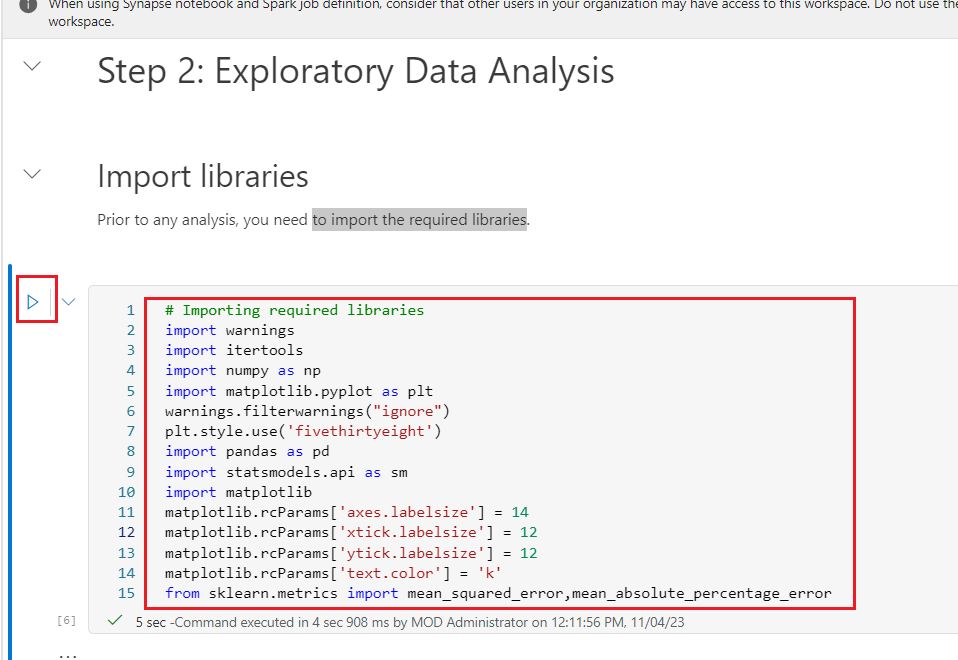 When using Synapse notebook and Spark job definition, consider that other users in your organization may have access to this workspace. Do not use the
workspace.
Step 2: Exploratory Data Analysis
Import libraries
Prior to any analysis, you need to import the required libraries.
1 # Importing required libraries
2 import warnings
3 import itertools
4 import numpy as np
5 import matplotlib.pyplot as plt
6 warnings.filterwarnings("ignore")
7 plt.style.use('fivethirtyeight')
8 import pandas as pd
9 import statsmodels.api as sm
10 import matplotlib
11 matplotlib.rcParams['axes.labelsize'] = 14
12 matplotlib.rcParams['xtick.labelsize'] = 12
13 matplotlib.rcParams['ytick.labelsize'] = 12
14 matplotlib.rcParams['text.color'] = 'k'
15 from sklearn.metrics import mean_squared_error,mean_absolute_percentage_error
[6] 5 sec -Command executed in 4 sec 908 ms by MOD Administrator on 12:11:56 PM, 11/04/23
...